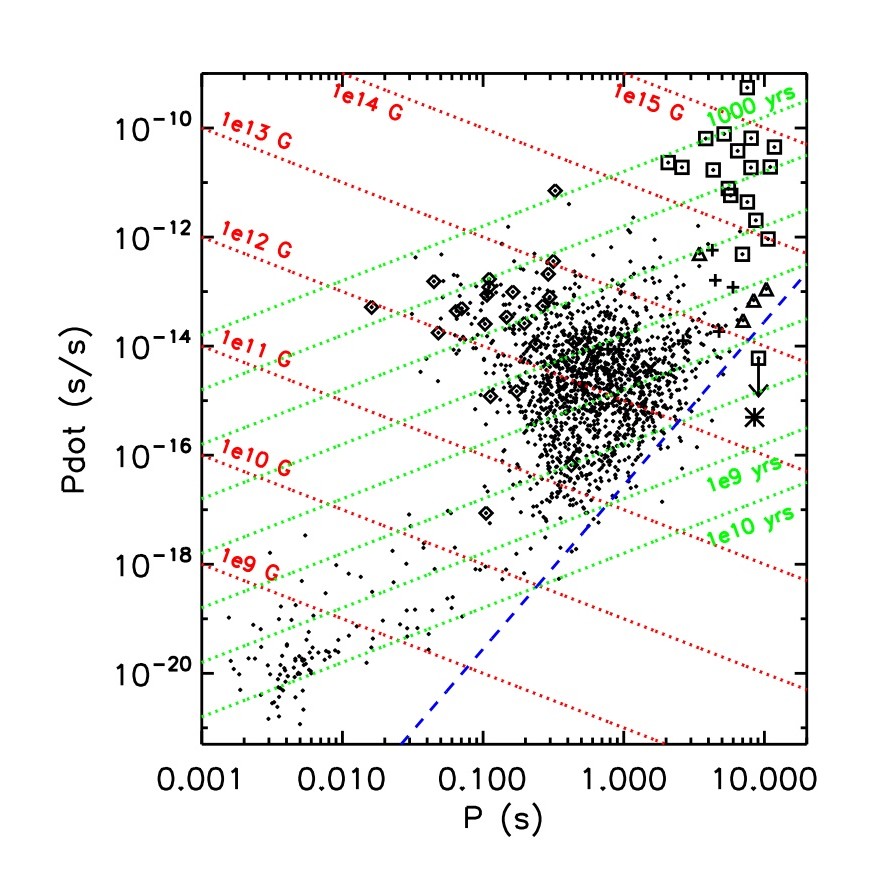 1e14 G
1e15 G
1000 yrs
10⁻¹⁰
1e13 G
10⁻¹²
1e12 G
10⁻¹⁴
1e11 G
10⁻¹⁶
1e10 G
1e9 yrs
1e10 yrs
10⁻¹⁸
1e9 G
10⁻²⁰
Pdot (s/s)
0.001 0.010 0.100 1.000 10.000
P (s)